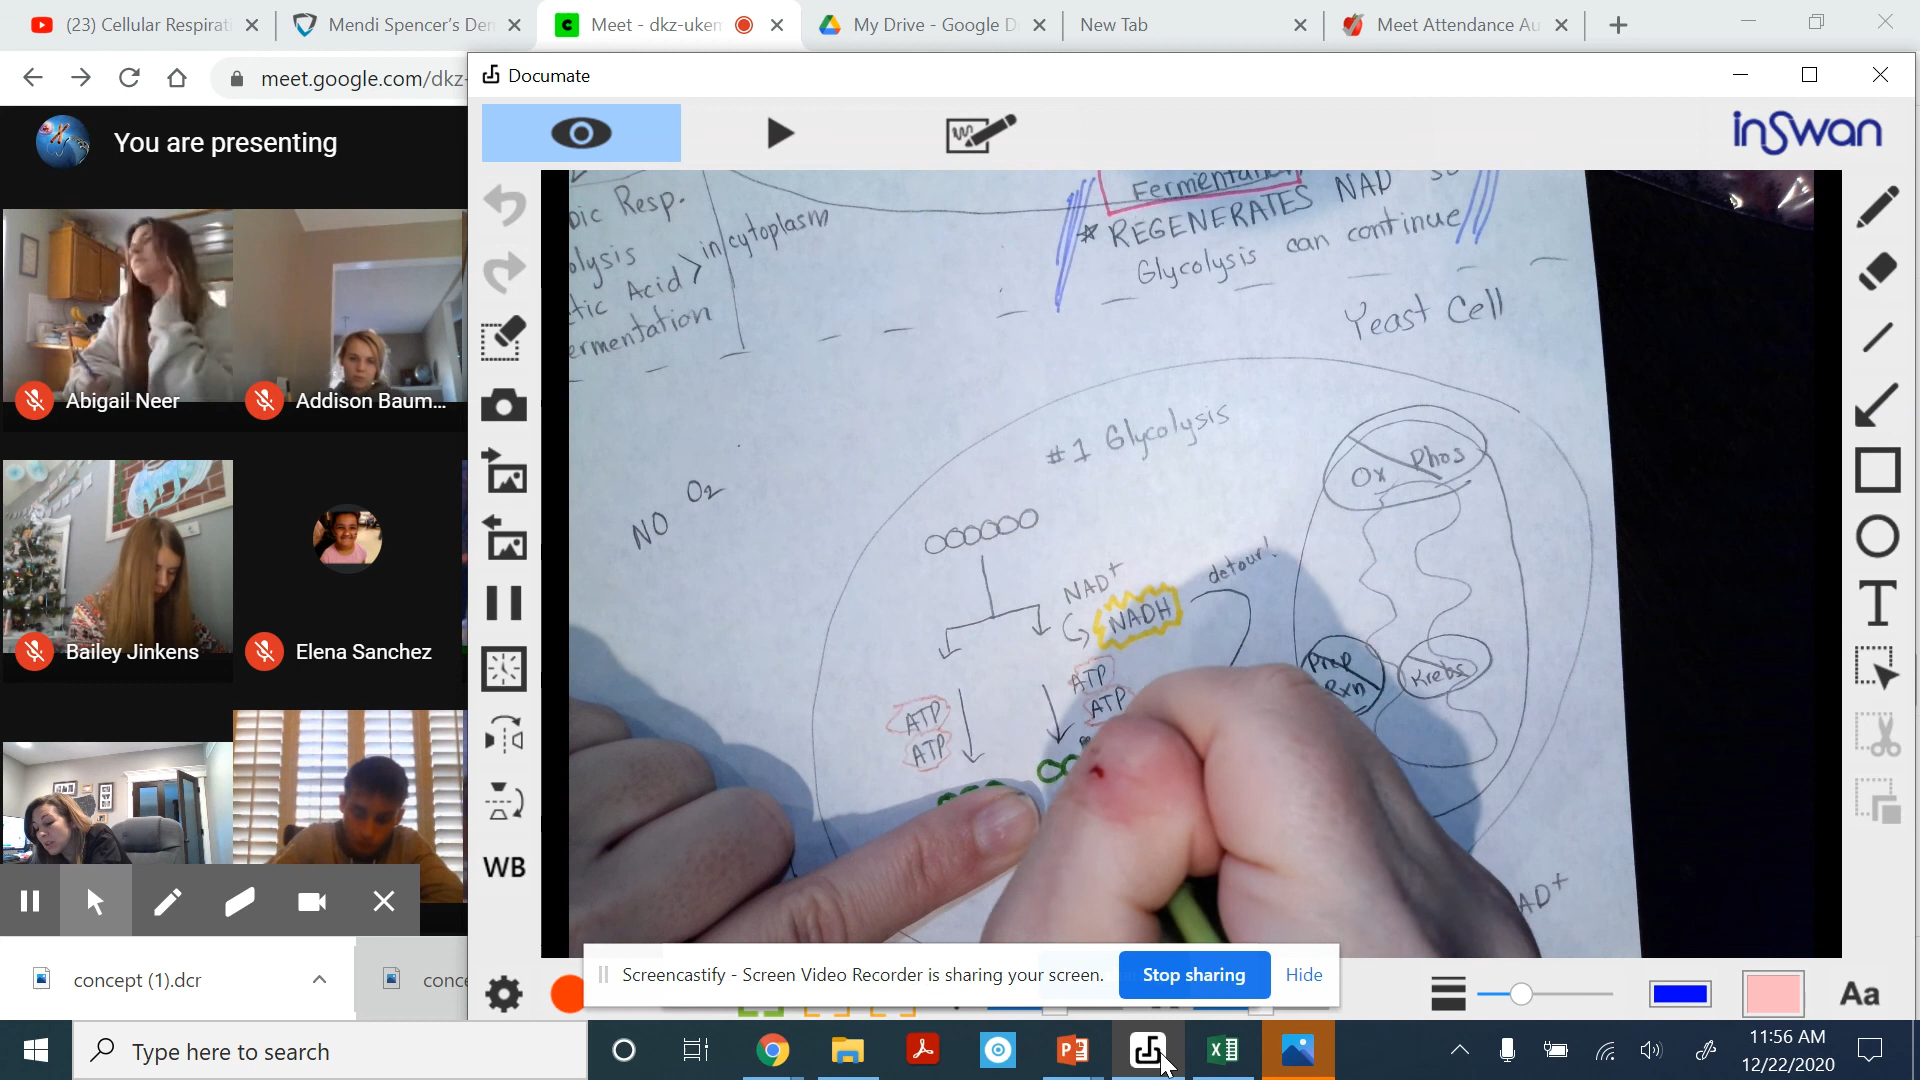 (23) Cellular Respirati
Mendi Spencer's Den
Meet - dkz-uken
My Drive - Google D
New Tab
Meet Attendance Au
meet.google.com/dkz-
Documate
You are presenting
inSwan
Fermentation
REGENERATES NAD
* Glycolysis can continue
bic Resp.
olysis
tic Acid > in cytoplasm
ermentation
Yeast Cell
#1 Glycolysis
Ox Phos
NO O2
NAD+
NADH
detour!
Prep
Rxn
Krebs
ATP
ATP
ATP
ATP
AD+
Abigail Neer
Addison Baum...
Bailey Jinkens
Elena Sanchez
WB
T
Aa
concept (1).dcr
conce
Screencastify - Screen Video Recorder is sharing your screen.
Stop sharing
Hide
Type here to search
11:56 AM
12/22/2020